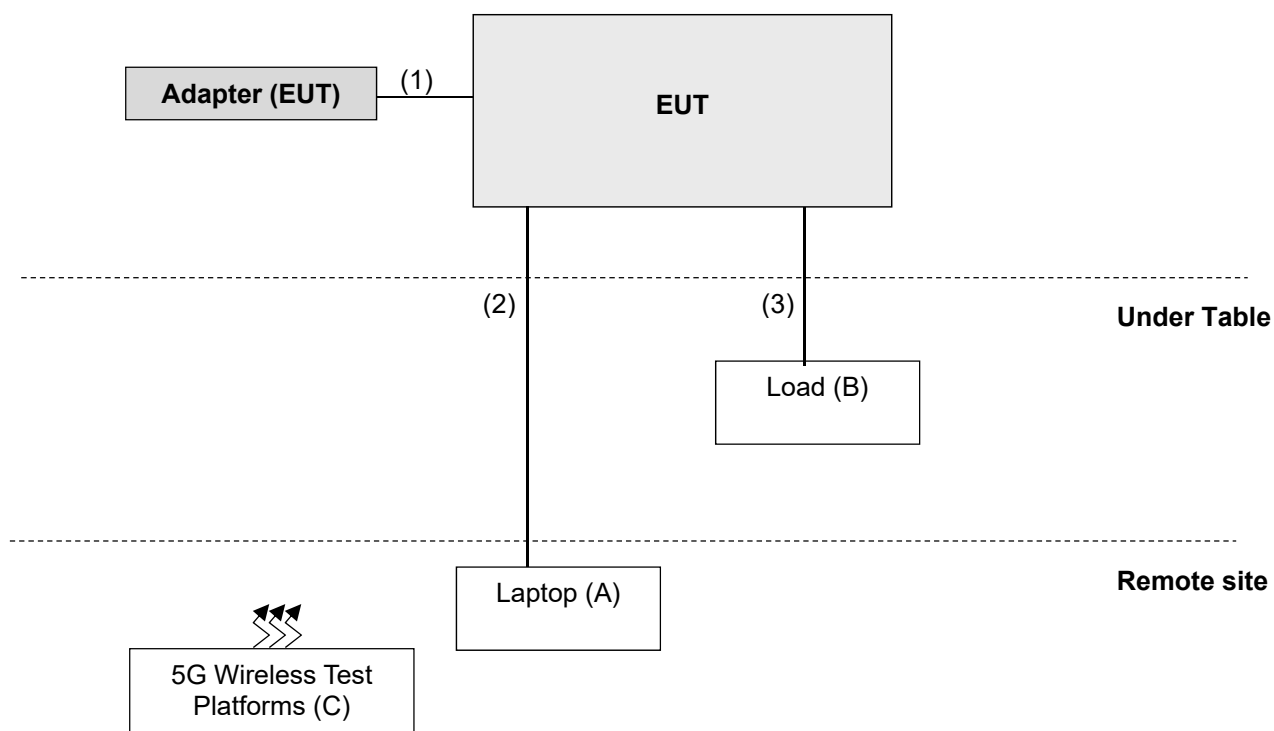 Adapter (EUT)
(1)
EUT
(2)
(3)
Under Table
Load (B)
Laptop (A)
Remote site
5G Wireless Test
Platforms (C)